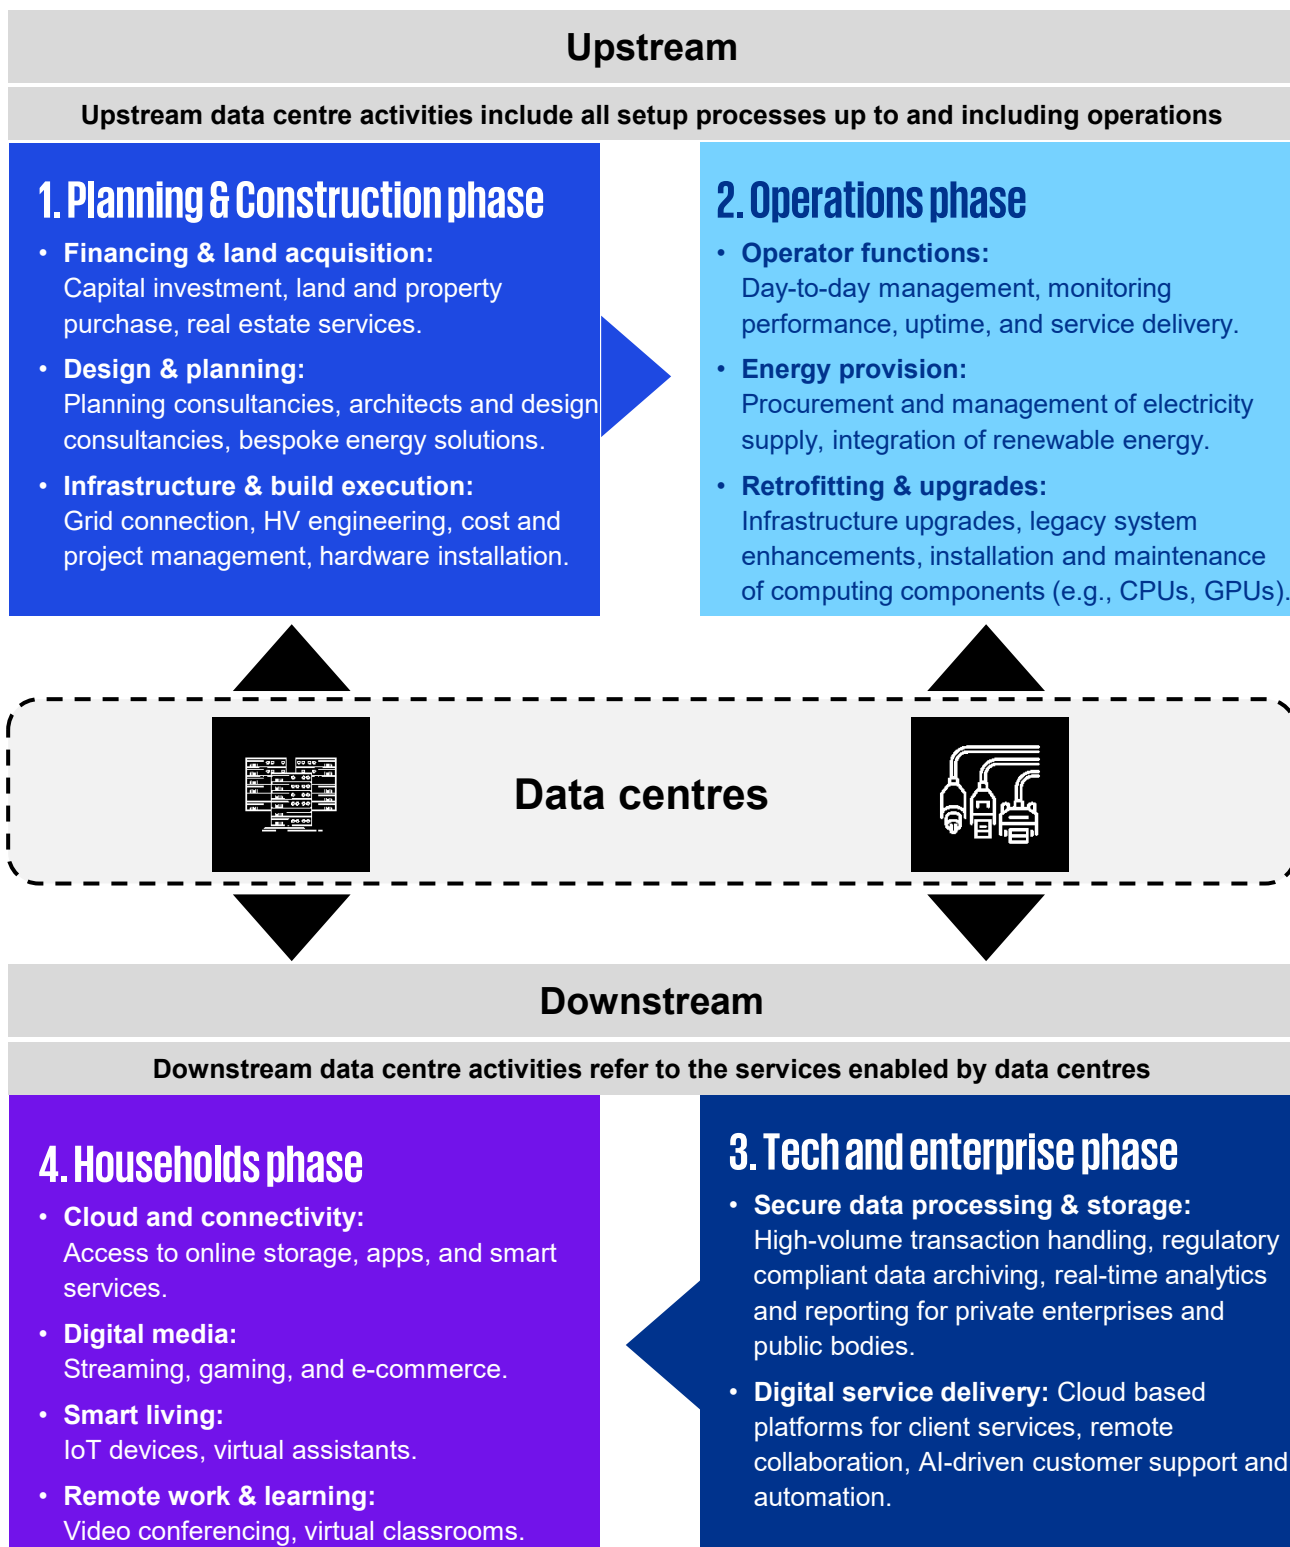 Upstream
Upstream data centre activities include all setup processes up to and including operations
1. Planning & Construction phase
• Financing & land acquisition:
Capital investment, land and property
purchase, real estate services.
• Design & planning:
Planning consultancies, architects and design
consultancies, bespoke energy solutions.
• Infrastructure & build execution:
Grid connection, HV engineering, cost and
project management, hardware installation.
2. Operations phase
• Operator functions:
Day-to-day management, monitoring
performance, uptime, and service delivery.
• Energy provision:
Procurement and management of electricity
supply, integration of renewable energy.
• Retrofitting & upgrades:
Infrastructure upgrades, legacy system
enhancements, installation and maintenance
of computing components (e.g., CPUs, GPUs).
Data centres
Downstream
Downstream data centre activities refer to the services enabled by data centres
4. Households phase
• Cloud and connectivity:
Access to online storage, apps, and smart
services.
• Digital media:
Streaming, gaming, and e-commerce.
• Smart living:
IoT devices, virtual assistants.
• Remote work & learning:
Video conferencing, virtual classrooms.
3. Tech and enterprise phase
• Secure data processing & storage:
High-volume transaction handling, regulatory
compliant data archiving, real-time analytics
and reporting for private enterprises and
public bodies.
• Digital service delivery: Cloud based
platforms for client services, remote
collaboration, AI-driven customer support and
automation.